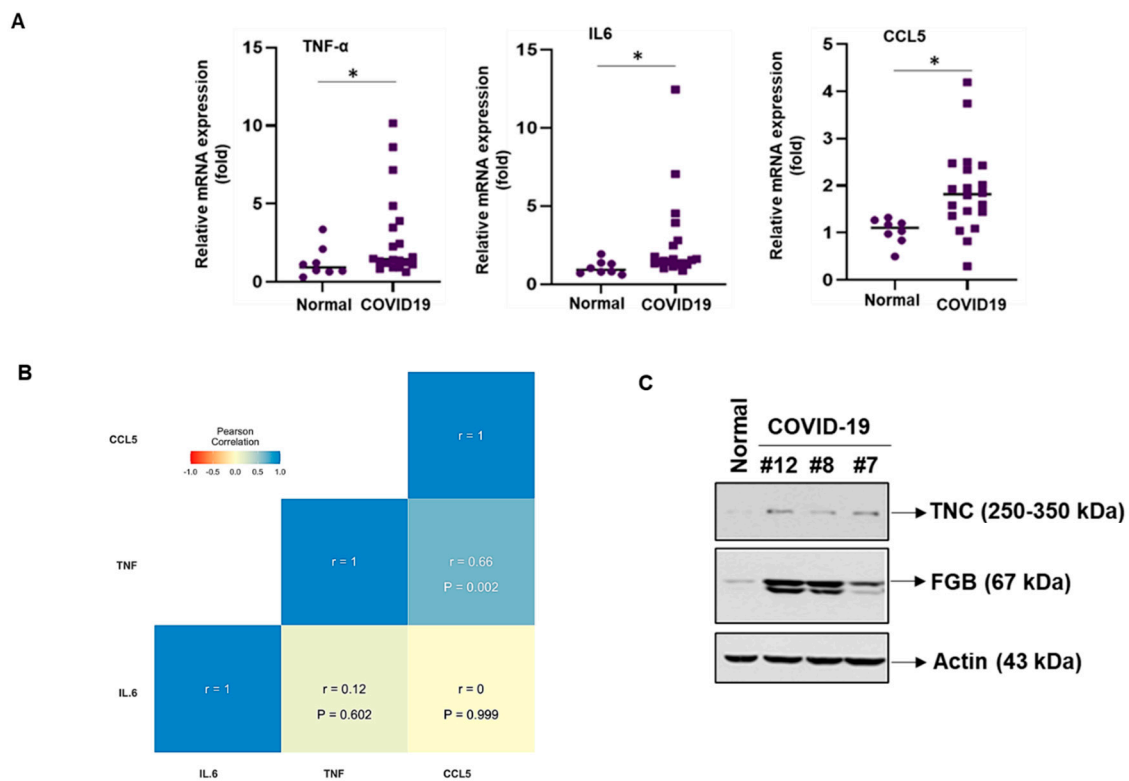 A
TNF-α
*
Relative mRNA expression
(fold)
15
10
5
0
Normal
COVID19
IL6
*
Relative mRNA expression
(fold)
15
10
5
0
Normal
COVID19
CCL5
*
Relative mRNA expression
(fold)
5
4
3
2
1
0
Normal
COVID19
B
Pearson
Correlation
-1.0 -0.5 0.0 0.5 1.0
CCL5
r = 1
TNF
r = 1
r = 0.66
P = 0.002
IL.6
r = 1
r = 0.12
P = 0.602
r = 0
P = 0.999
IL.6
TNF
CCL5
C
Normal
COVID-19
#12 #8 #7
TNC (250-350 kDa)
FGB (67 kDa)
Actin (43 kDa)